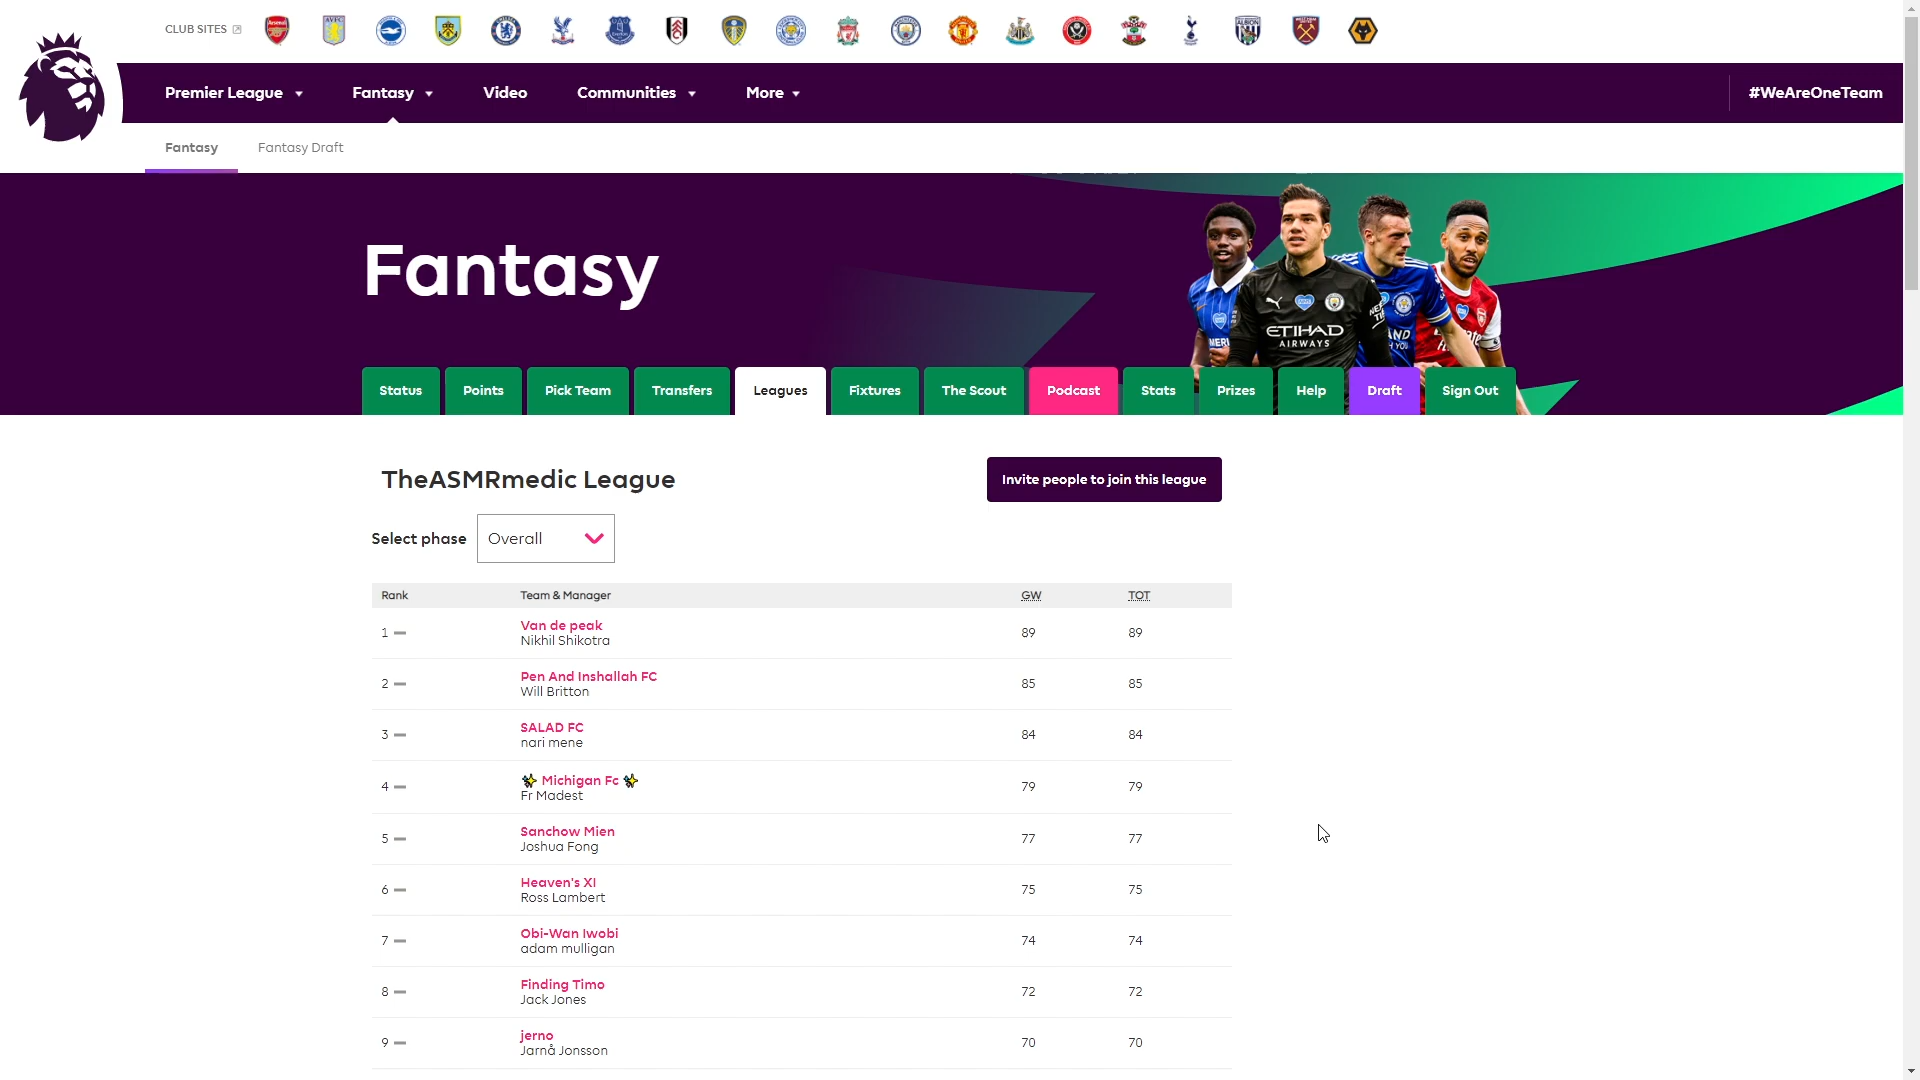 CLUB SITES
Premier League
Fantasy
Video
Communities
More
#WeAreOneTeam
Fantasy
Fantasy Draft
Fantasy
ETIHAD
AIRWAYS
Status
Points
Pick Team
Transfers
Leagues
Fixtures
The Scout
Podcast
Stats
Prizes
Help
Draft
Sign Out
TheASMRmedic League
Invite people to join this league
Select phase
Overall
Rank Team & Manager GW TOT
1 Van de peak 89 89
Nikhil Shikotra
2 Pen And Inshallah FC 85 85
Will Britton
3 SALAD FC 84 84
nari mene
4 ✨ Michigan Fc ✨ 79 79
Fr Madest
5 Sanchow Mien 77 77
Joshua Fong
6 Heaven's XI 75 75
Ross Lambert
7 Obi-Wan Iwobi 74 74
adam mulligan
8 Finding Timo 72 72
Jack Jones
9 jerno 70 70
Jarnå Jonsson